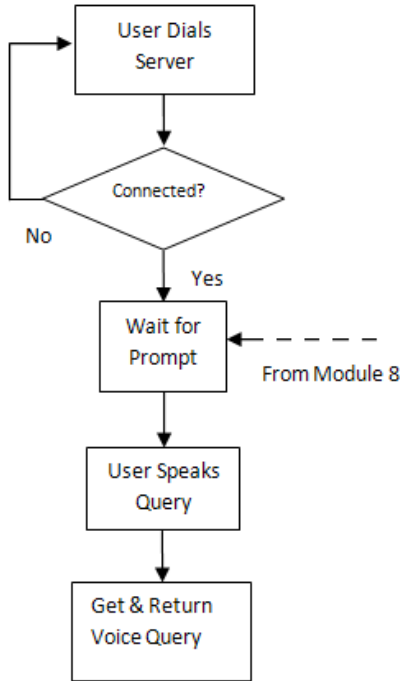 User Dials
Server
Connected?
No
Yes
Wait for
Prompt
From Module 8
User Speaks
Query
Get & Return
Voice Query